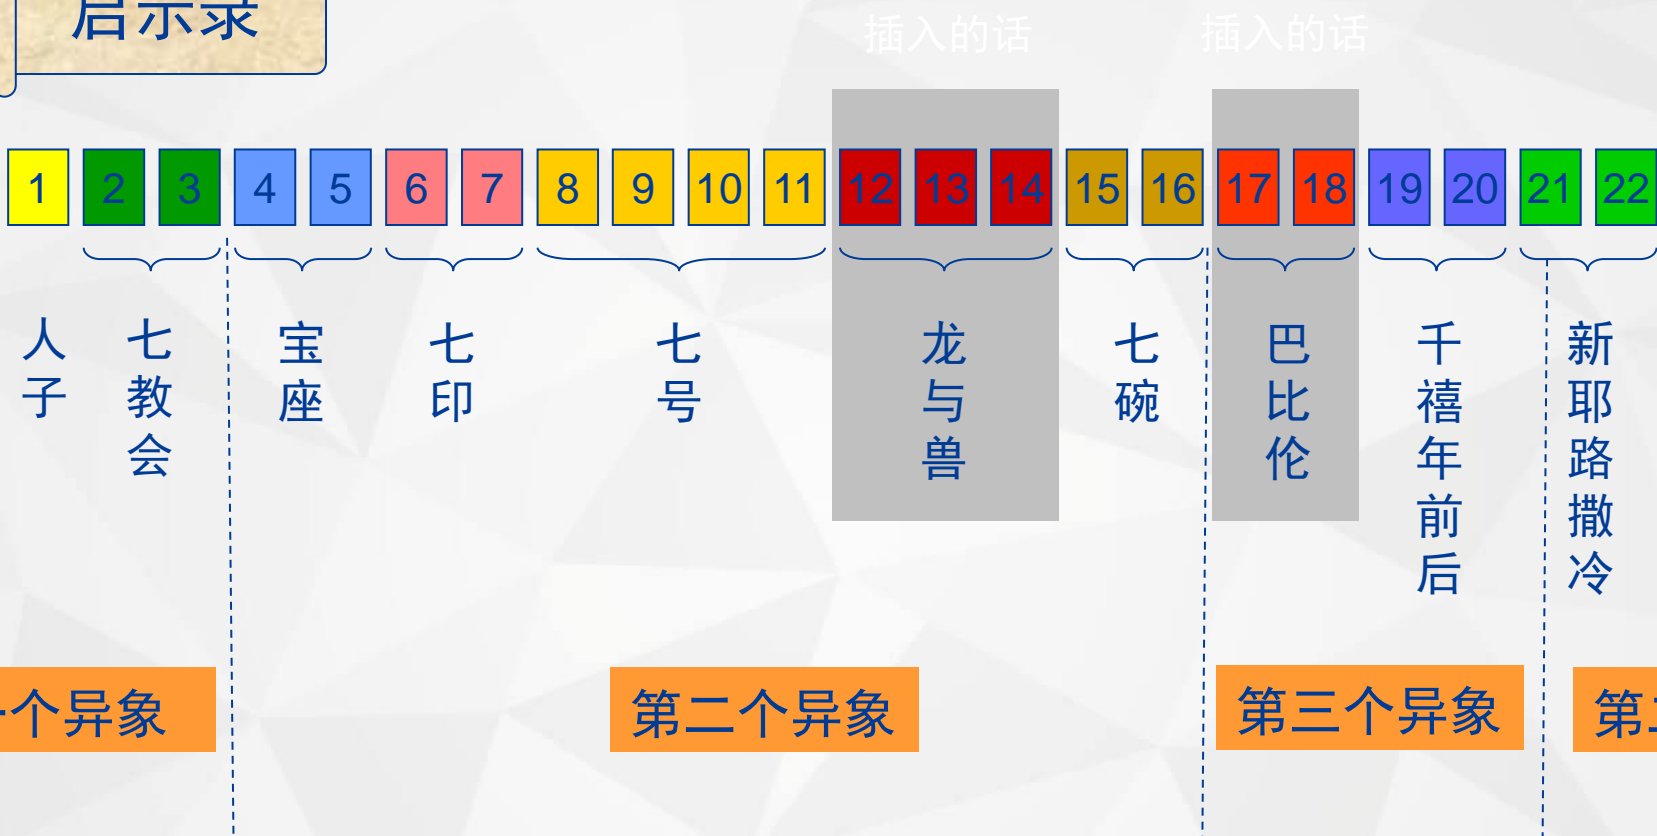 启示录
插入的话 插入的话
1 2 3 4 5 6 7 8 9 10 11 12 13 14 15 16 17 18 19 20 21 22
人子
七教会
宝座
七印
七号
龙与兽
七碗
巴比伦
千禧年前后
新耶路撒冷
个异象
第二个异象
第三个异象
第